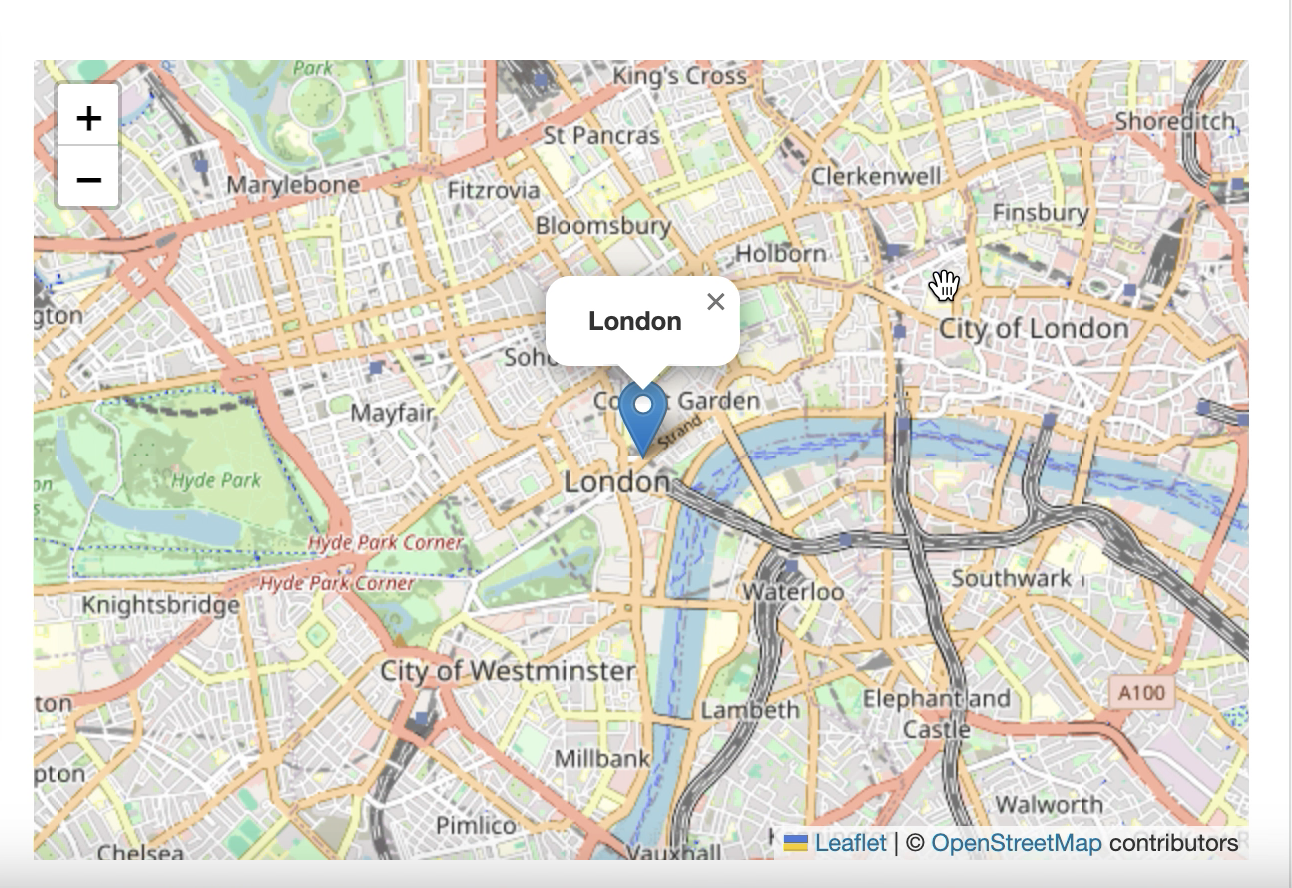 Park
King's Cross
+
St Pancras
Shoreditch
−
Marylebone
Fitzrovia
Clerkenwell
Bloomsbury
Finsbury
Holborn
gton
London
×
City of London
Soho
Mayfair
Co t Garden
Strand
Hyde Park
London
Hyde Park Corner
Hyde Park Corner
Southwark
Knightsbridge
Waterloo
City of Westminster
A100
ton
Lambeth
Elephant and
Castle
Millbank
pton
Walworth
Pimlico
Chelsea
Vauxhall
Leaflet | © OpenStreetMap contributors